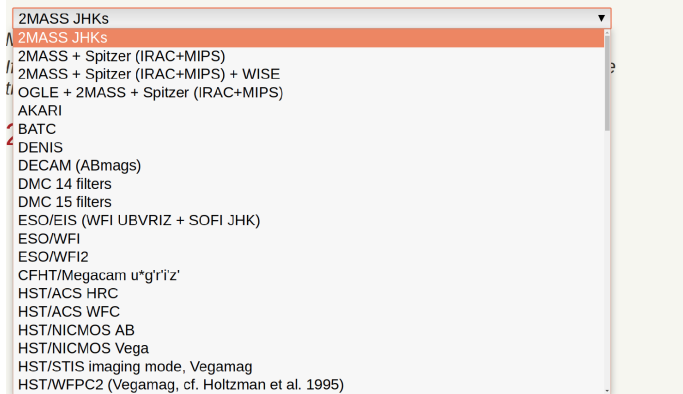 2MASS JHKs
2MASS JHKs
2MASS + Spitzer (IRAC+MIPS)
2MASS + Spitzer (IRAC+MIPS) + WISE
OGLE + 2MASS + Spitzer (IRAC+MIPS)
AKARI
BATC
DENIS
DECAM (ABmags)
DMC 14 filters
DMC 15 filters
ESO/EIS (WFI UBVRIZ + SOFI JHK)
ESO/WFI
ESO/WFI2
CFHT/Megacam u*g'r'i'z'
HST/ACS HRC
HST/ACS WFC
HST/NICMOS AB
HST/NICMOS Vega
HST/STIS imaging mode, Vegamag
HST/WFPC2 (Vegamag, cf. Holtzman et al. 1995)